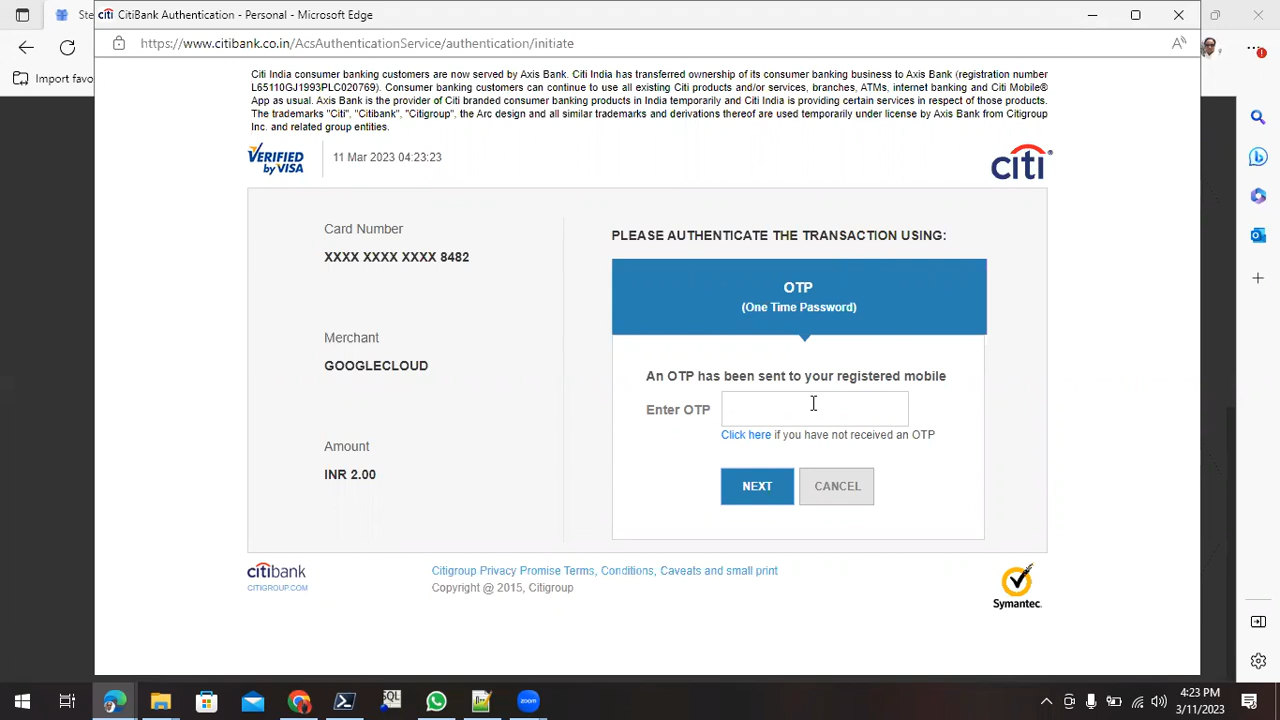 Ste
CitiBank Authentication - Personal - Microsoft Edge
https://www.citibank.co.in/AcsAuthenticationService/authentication/initiate
Import favo
Citi India consumer banking customers are now served by Axis Bank. Citi India has transferred ownership of its consumer banking business to Axis Bank (registration number
L65110GJ1993PLC020769). Consumer banking customers can continue to use all existing Citi products and/or services, branches, ATMs, internet banking and Citi Mobile®
App as usual. Axis Bank is the provider of Citi branded consumer banking products in India temporarily and Citi India is providing certain services in respect of those products.
The trademarks "Citi", "Citibank", "Citigroup", the Arc design and all similar trademarks and derivations thereof are used temporarily under license by Axis Bank from Citigroup
Inc. and related group entities.
VERIFIED
by VISA
11 Mar 2023 04:23:23
citi®
Card Number
XXXX XXXX XXXX 8482
Merchant
GOOGLECLOUD
Amount
INR 2.00
PLEASE AUTHENTICATE THE TRANSACTION USING:
OTP
(One Time Password)
An OTP has been sent to your registered mobile
Enter OTP
Click here if you have not received an OTP
NEXT
CANCEL
citibank
CITIGROUP.COM
Citigroup Privacy Promise Terms, Conditions, Caveats and small print
Copyright @ 2015, Citigroup
Symantec.
SQL
zoom
4:23 PM
3/11/2023